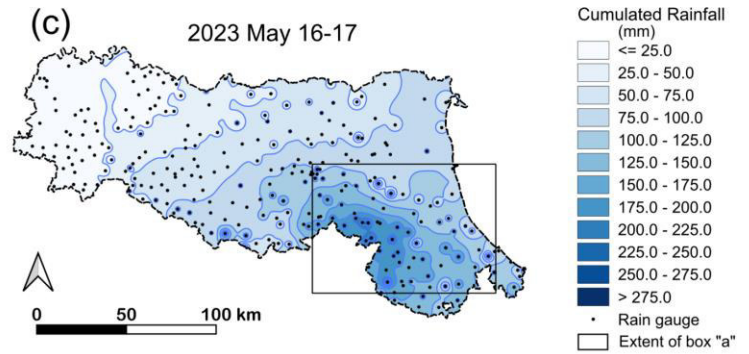 (c)
2023 May 16-17
0 50 100 km
Cumulated Rainfall
(mm)
<= 25.0
25.0 - 50.0
50.0 - 75.0
75.0 - 100.0
100.0 - 125.0
125.0 - 150.0
150.0 - 175.0
175.0 - 200.0
200.0 - 225.0
225.0 - 250.0
250.0 - 275.0
> 275.0
Rain gauge
Extent of box "a"